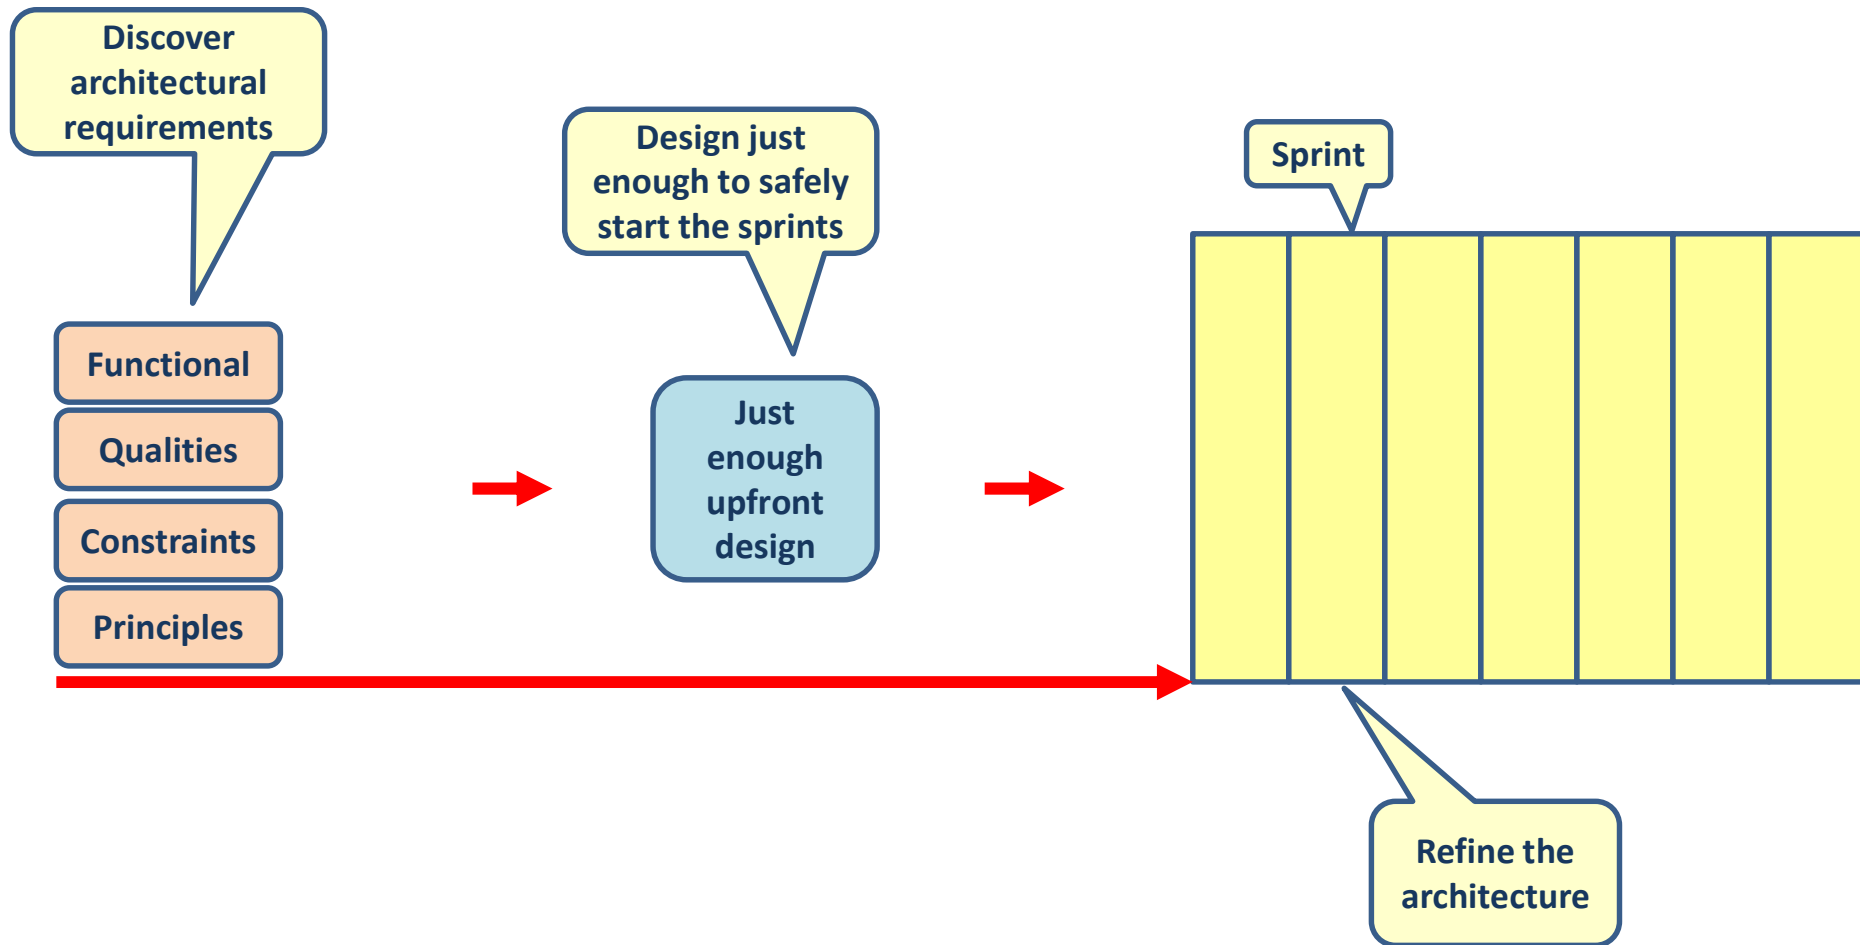 Discover
architectural
requirements
Functional
Qualities
Constraints
Principles
Design just
enough to safely
start the sprints
Just
enough
upfront
design
Sprint
Refine the
architecture